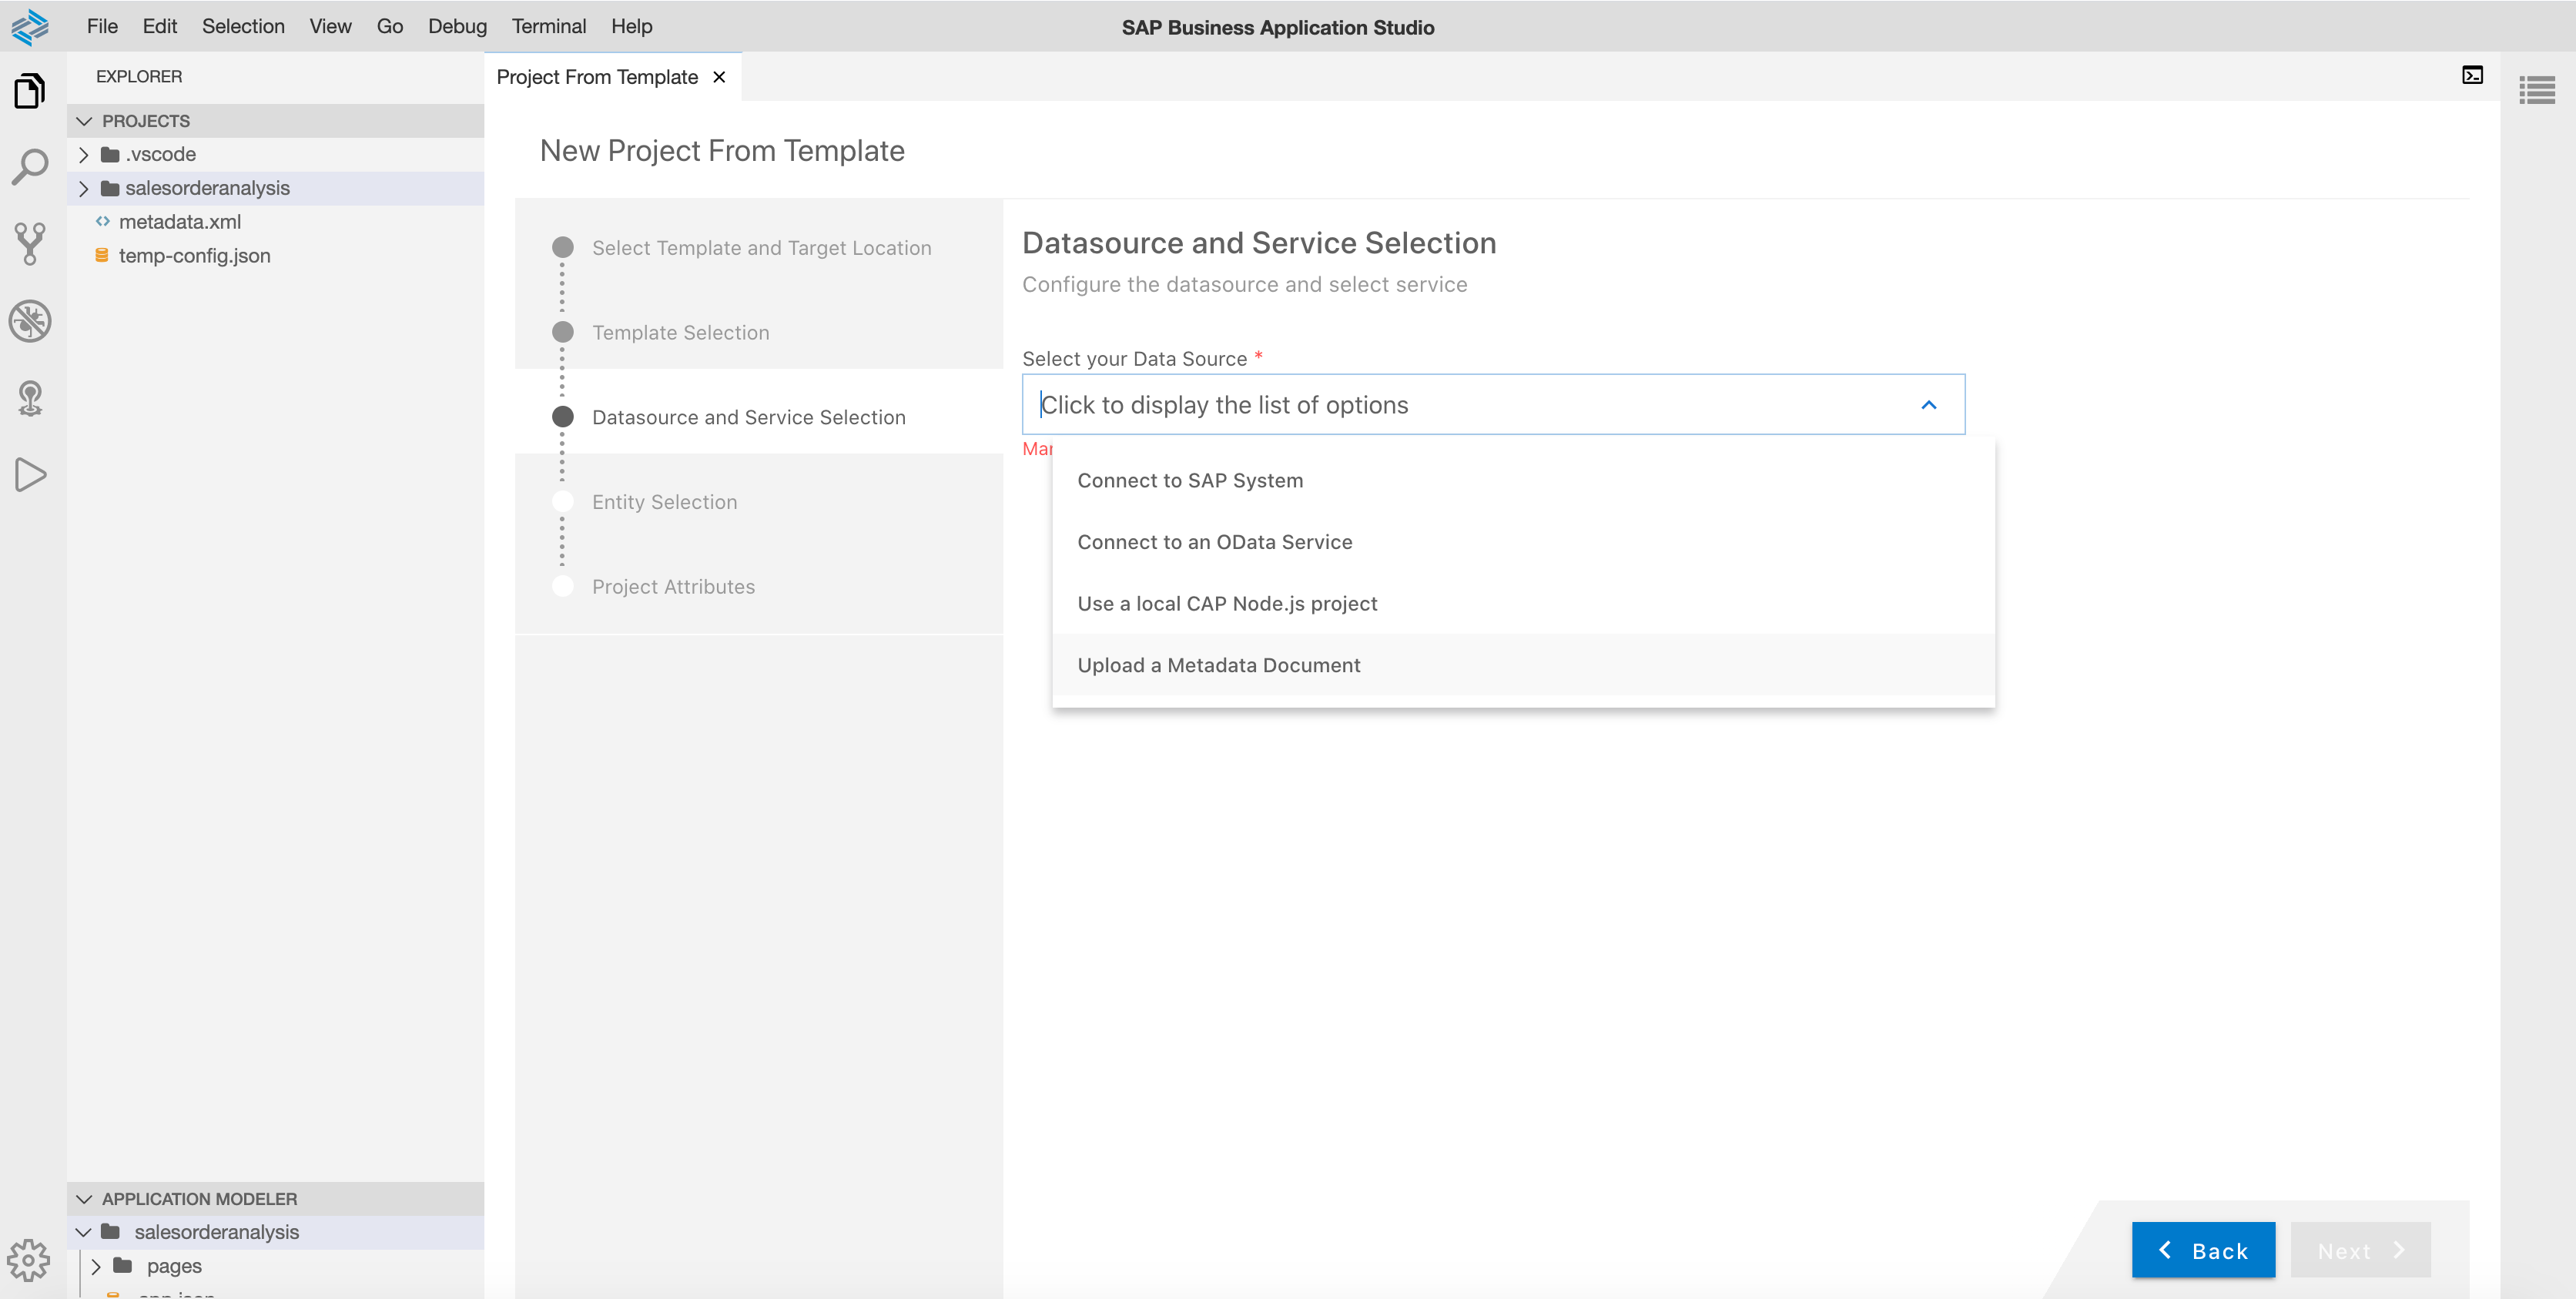 File Edit Selection View Go Debug Terminal Help
SAP Business Application Studio
EXPLORER
PROJECTS
.vscode
salesorderanalysis
metadata.xml
temp-config.json
APPLICATION MODELER
salesorderanalysis
pages
Project From Template
New Project From Template
Select Template and Target Location
Template Selection
Datasource and Service Selection
Entity Selection
Project Attributes
Datasource and Service Selection
Configure the datasource and select service
Select your Data Source *
Click to display the list of options
Connect to SAP System
Connect to an OData Service
Use a local CAP Node.js project
Upload a Metadata Document
Back
Next